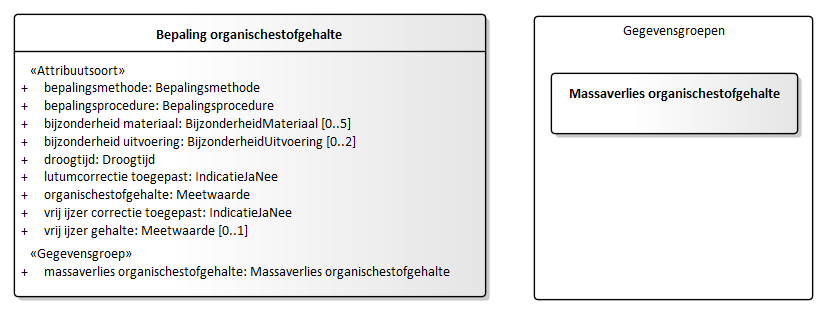 Bepaling organischestofgehalte
«Attribuutsoort»
+ bepalingsmethode: Bepalingsmethode
+ bepalingsprocedure: Bepalingsprocedure
+ bijzonderheid materiaal: BijzonderheidMateriaal [0..5]
+ bijzonderheid uitvoering: BijzonderheidUitvoering [0..2]
+ droogtijd: Droogtijd
+ lutumcorrectie toegepast: IndicatieJaNee
+ organischestofgehalte: Meetwaarde
+ vrij ijzer correctie toegepast: IndicatieJaNee
+ vrij ijzer gehalte: Meetwaarde [0..1]
«Gegevensgroep»
+ massaverlies organischestofgehalte: Massaverlies organischestofgehalte
Gegevensgroepen
Massaverlies organischestofgehalte